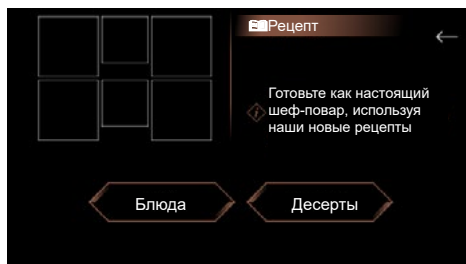 Рецепт
Готовьте как настоящий
шеф-повар, используя
наши новые рецепты
Блюда
Десерты